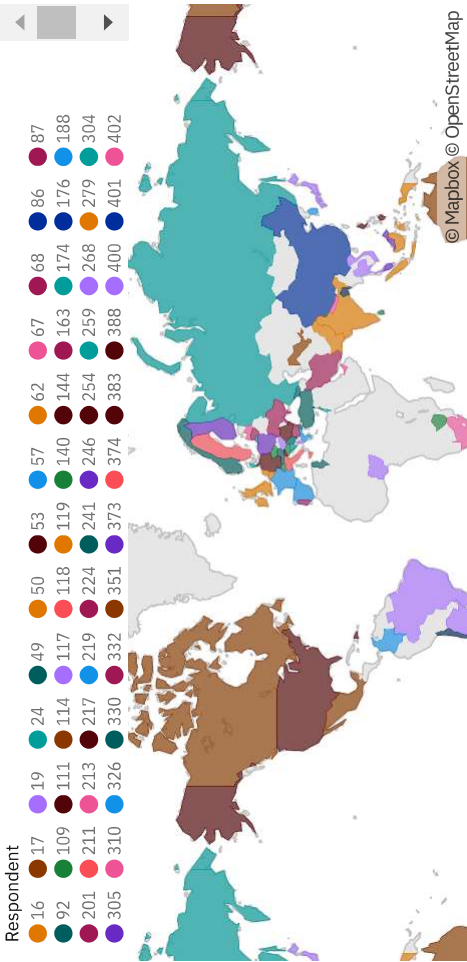 Respondent
16 17 19 24 49 50 53 57 62 67 68 86 87
92 109 111 114 117 118 119 140 144 163 174 176 188
201 211 213 217 219 224 241 246 254 259 268 279 304
305 310 326 330 332 351 373 374 383 388 400 401 402
© Mapbox © OpenStreetMap